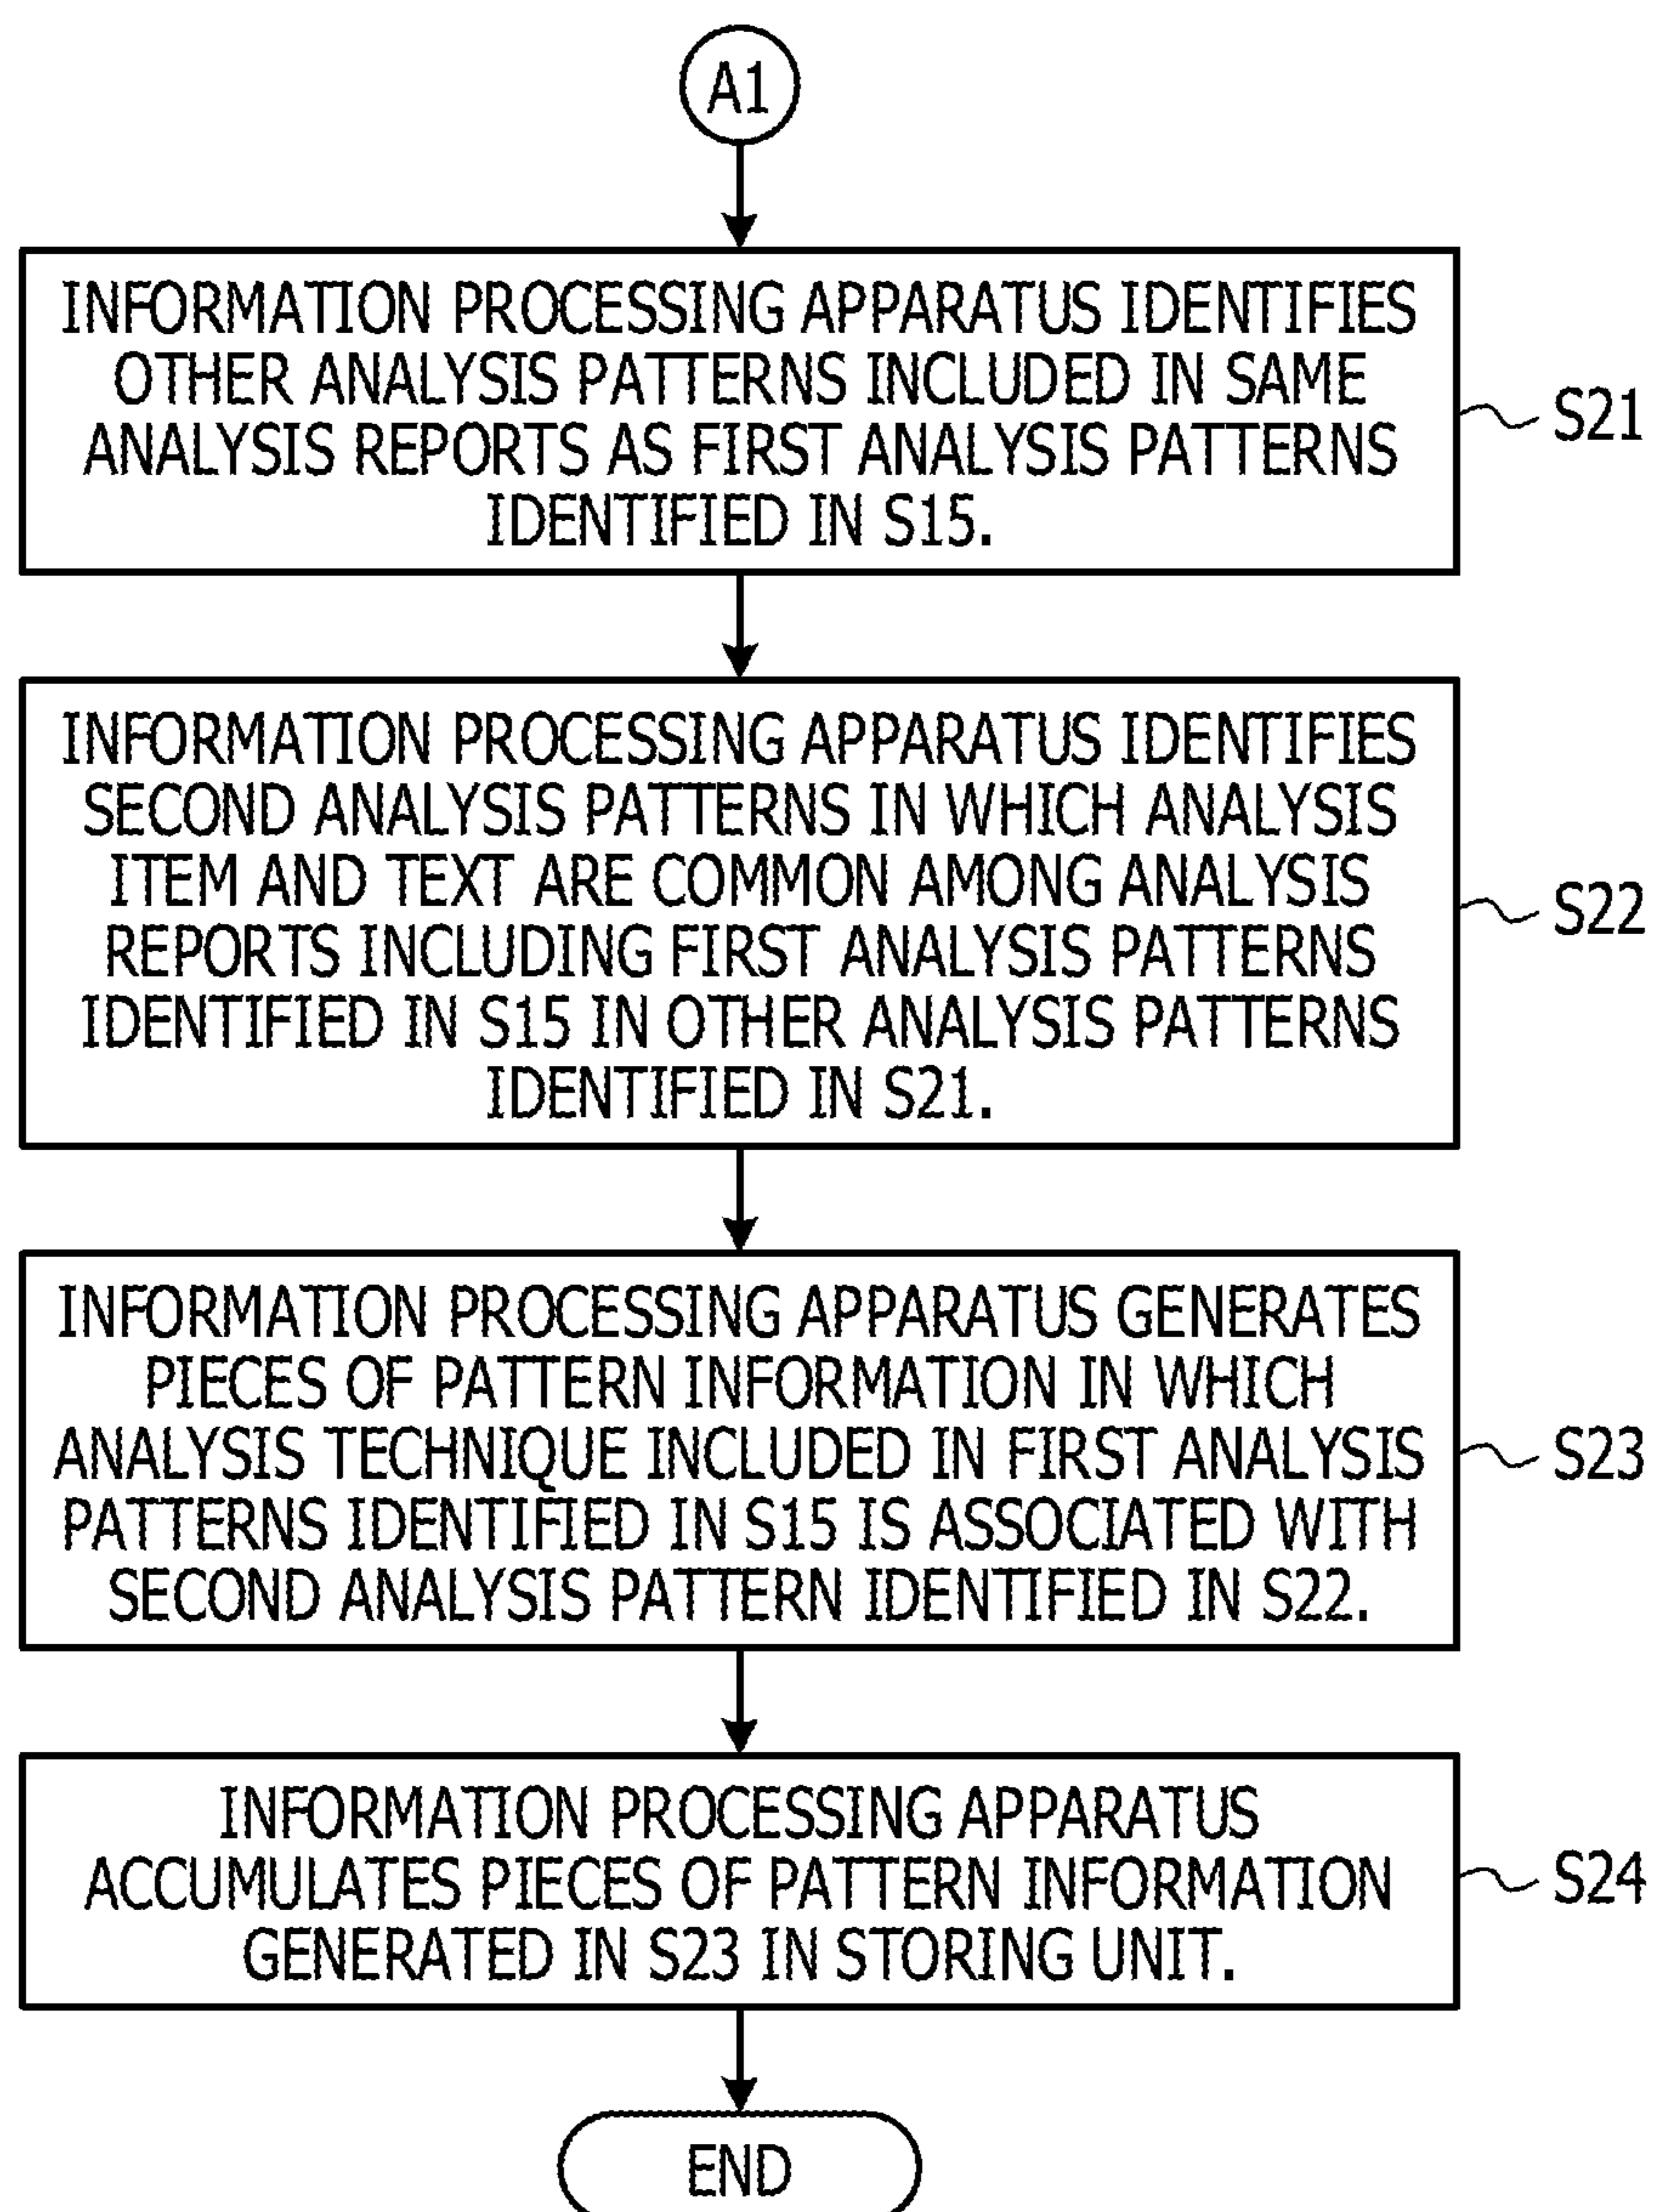 A1
INFORMATION PROCESSING APPARATUS IDENTIFIES
OTHER ANALYSIS PATTERNS INCLUDED IN SAME
ANALYSIS REPORTS AS FIRST ANALYSIS PATTERNS
IDENTIFIED IN S15.
S21
INFORMATION PROCESSING APPARATUS IDENTIFIES
SECOND ANALYSIS PATTERNS IN WHICH ANALYSIS
ITEM AND TEXT ARE COMMON AMONG ANALYSIS
REPORTS INCLUDING FIRST ANALYSIS PATTERNS
IDENTIFIED IN S15 IN OTHER ANALYSIS PATTERNS
IDENTIFIED IN S21.
S22
INFORMATION PROCESSING APPARATUS GENERATES
PIECES OF PATTERN INFORMATION IN WHICH
ANALYSIS TECHNIQUE INCLUDED IN FIRST ANALYSIS
PATTERNS IDENTIFIED IN S15 IS ASSOCIATED WITH
SECOND ANALYSIS PATTERN IDENTIFIED IN S22.
S23
INFORMATION PROCESSING APPARATUS
ACCUMULATES PIECES OF PATTERN INFORMATION
GENERATED IN S23 IN STORING UNIT.
S24
END